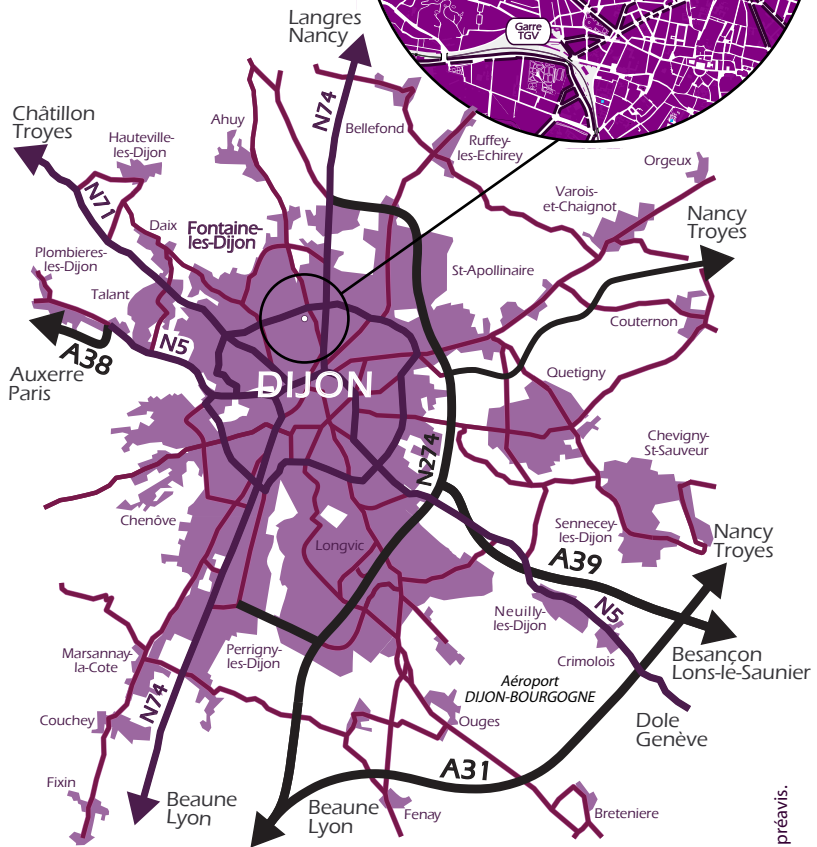 Garre
TGV
Langres
Nancy
N74
Châtillon
Troyes
Hauteville-
les-Dijon
Ahuy
Bellefond
Ruffey-
les-Echirey
Orgeux
N71
Varois-
et-Chaignot
Nancy
Troyes
Daix
Fontaine-
les-Dijon
Plombieres-
les-Dijon
Talant
St-Apollinaire
Couternon
N5
A38
Auxerre
Paris
DIJON
Quetigny
N274
Chevigny-
St-Sauveur
Chenôve
Longvic
Sennecey-
les-Dijon
Nancy
Troyes
A39
Neuilly-
les-Dijon
N5
Crimolois
Besançon
Lons-le-Saunier
Marsannay-
la-Cote
Perrigny-
les-Dijon
Aéroport
DIJON-BOURGOGNE
N74
Couchey
Ouges
Dole
Genève
A31
Fixin
Beaune
Lyon
Beaune
Lyon
Fenay
Breteniere
préavis.